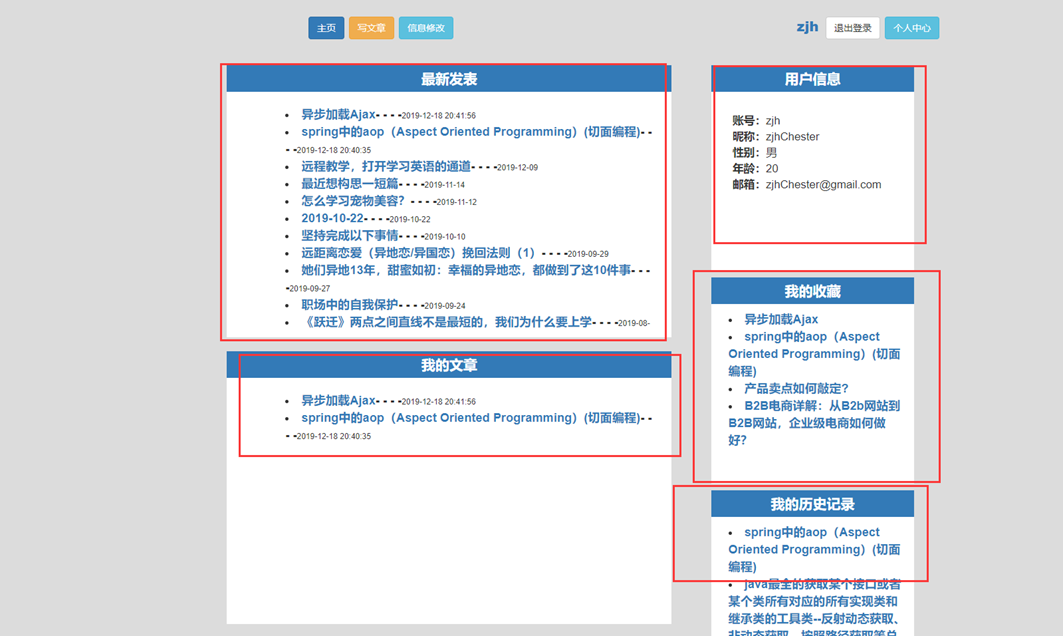 主页 写文章 信息修改
zjh 退出登录 个人中心
最新发表
异步加载Ajax- - - -2019-12-18 20:41:56
spring中的aop（Aspect Oriented Programming）(切面编程)- -
- -2019-12-18 20:40:35
远程教学，打开学习英语的通道- - - -2019-12-09
最近想构思一短篇- - - -2019-11-14
怎么学习宠物美容？- - - -2019-11-12
2019-10-22- - - -2019-10-22
坚持完成以下事情- - - -2019-10-10
远距离恋爱（异地恋/异国恋）挽回法则（1）- - - -2019-09-29
她们异地13年，甜蜜如初：幸福的异地恋，都做到了这10件事- - -
-2019-09-27
职场中的自我保护- - - -2019-09-24
《跃迁》两点之间直线不是最短的，我们为什么要上学- - - -2019-08-
我的文章
异步加载Ajax- - - -2019-12-18 20:41:56
spring中的aop（Aspect Oriented Programming）(切面编程)- -
- -2019-12-18 20:40:35
用户信息
账号：zjh
昵称：zjhChester
性别：男
年龄：20
邮箱：zjhChester@gmail.com
我的收藏
异步加载Ajax
spring中的aop（Aspect
Oriented Programming）(切面
编程)
产品卖点如何敲定？
B2B电商详解：从B2b网站到
B2B网站，企业级电商如何做
好？
我的历史记录
spring中的aop（Aspect
Oriented Programming）(切面
编程)
java最全的获取某个接口或者
某个类所有对应的所有实现类和
继承类的工具类--反射动态获取、
非动态获取、按照路径获取等总